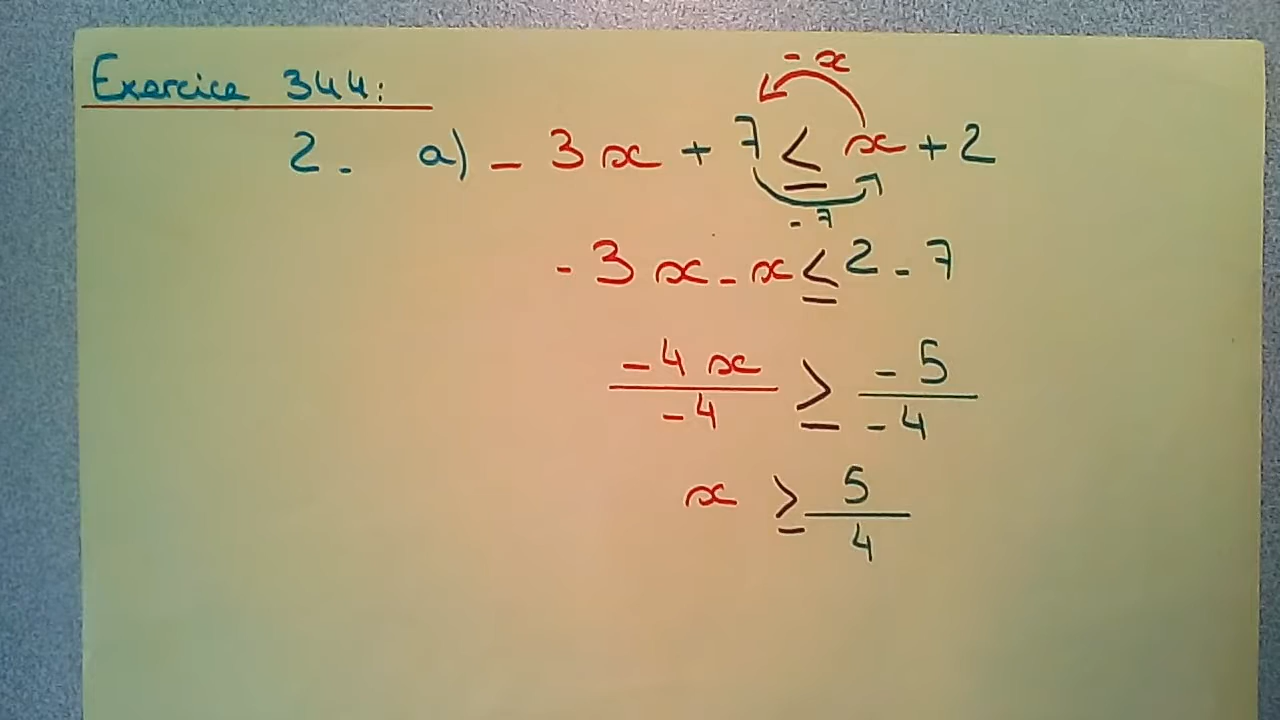 Exercice 344:
- x
2. a) - 3x + 7 ≤ x + 2
- 7
- 3x - x ≤ 2 - 7
-4x/-4 ≥ -5/-4
x ≥ 5/4